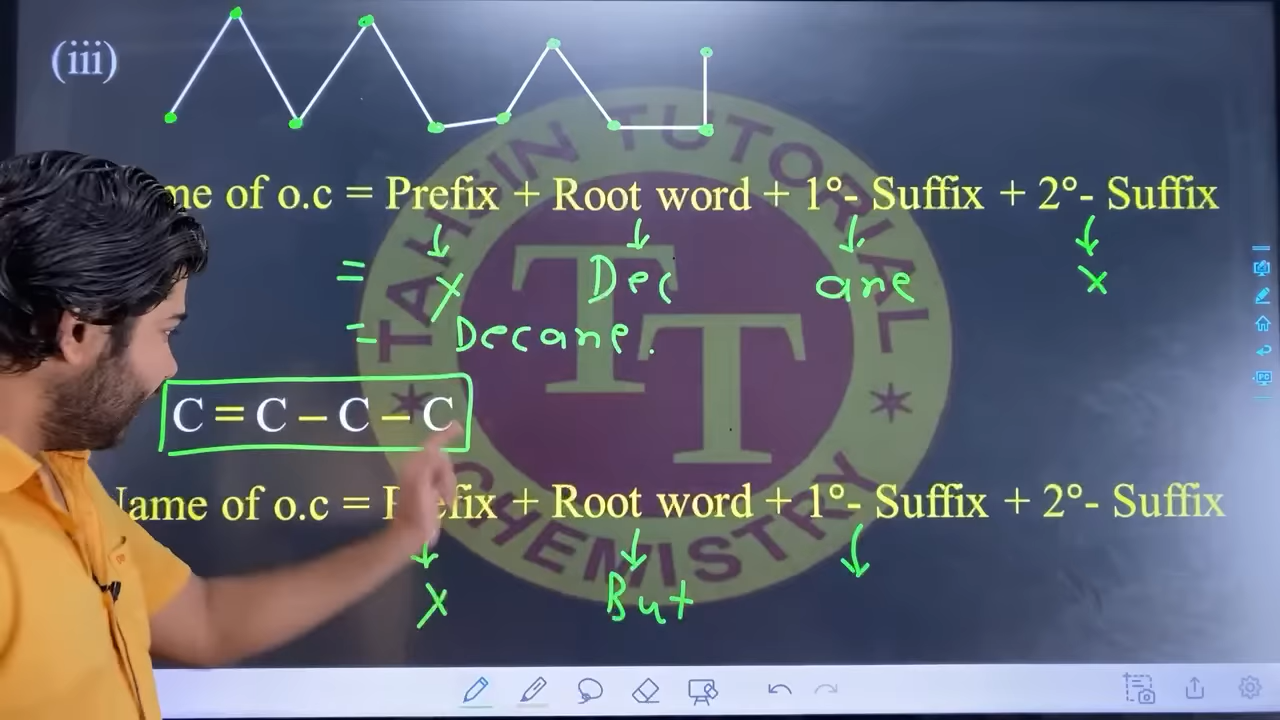 (iii)
me of o.c = Prefix + Root word + 1°- Suffix + 2°- Suffix
= X Dec ane X
= Decane.
C = C – C – C
ame of o.c = P efix + Root word + 1°- Suffix + 2°- Suffix
X But
TAHSIN TUTORIAL
TT
CHEMISTRY